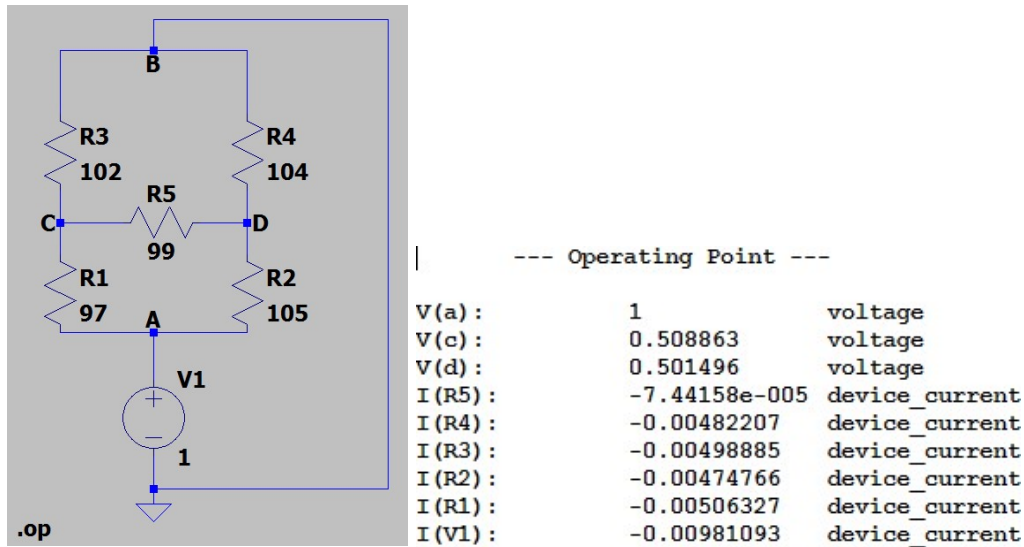 B
R3
102
R4
104
R5
99
C
D
R1
97
R2
105
A
V1
1
.op
--- Operating Point ---
V(a): 1 voltage
V(c): 0.508863 voltage
V(d): 0.501496 voltage
I(R5): -7.44158e-005 device_current
I(R4): -0.00482207 device_current
I(R3): -0.00498885 device_current
I(R2): -0.00474766 device_current
I(R1): -0.00506327 device_current
I(V1): -0.00981093 device_current